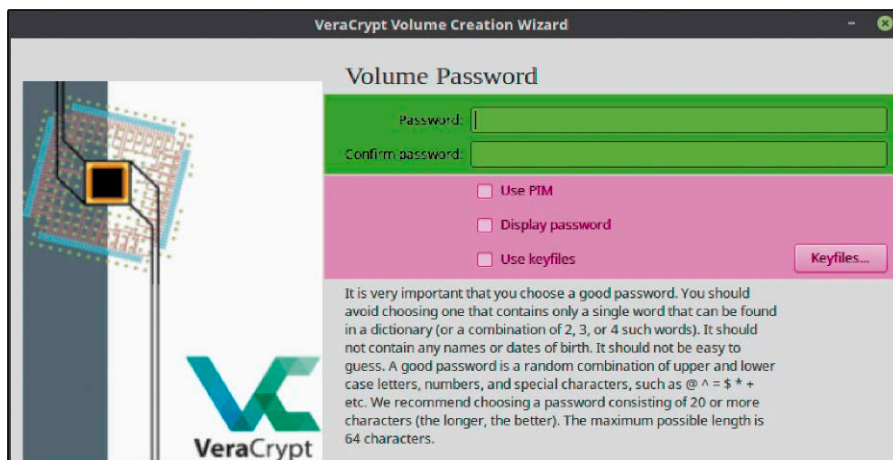 VeraCrypt Volume Creation Wizard
Volume Password
Password:
Confirm password:
Use PIM
Display password
Use keyfiles
Keyfiles...
It is very important that you choose a good password. You should
avoid choosing one that contains only a single word that can be found
in a dictionary (or a combination of 2, 3, or 4 such words). It should
not contain any names or dates of birth. It should not be easy to
guess. A good password is a random combination of upper and lower
case letters, numbers, and special characters, such as @ ^ = $ * +
etc. We recommend choosing a password consisting of 20 or more
characters (the longer, the better). The maximum possible length is
64 characters.
VeraCrypt